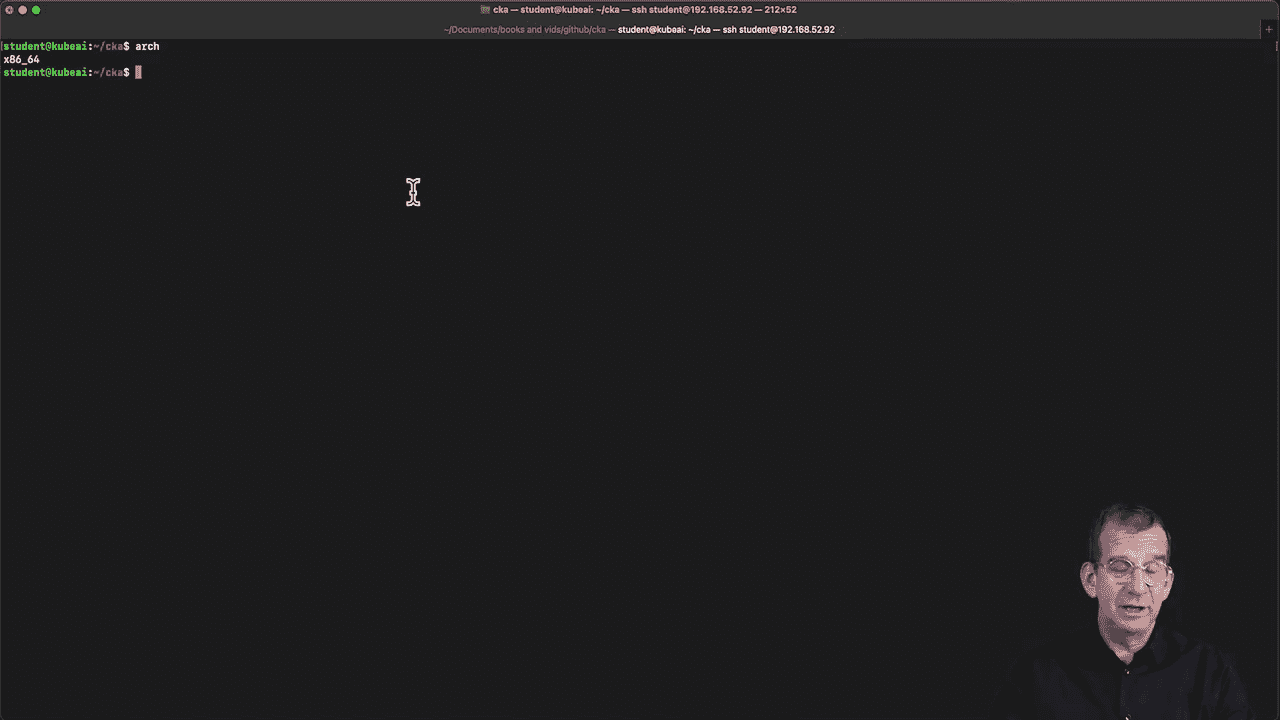 cka — student@kubeai: ~/cka — ssh student@192.168.52.92 — 212×52
~/Documents/books and vids/github/cka — student@kubeai: ~/cka — ssh student@192.168.52.92
+
student@kubeai:~/cka$ arch
x86_64
student@kubeai:~/cka$